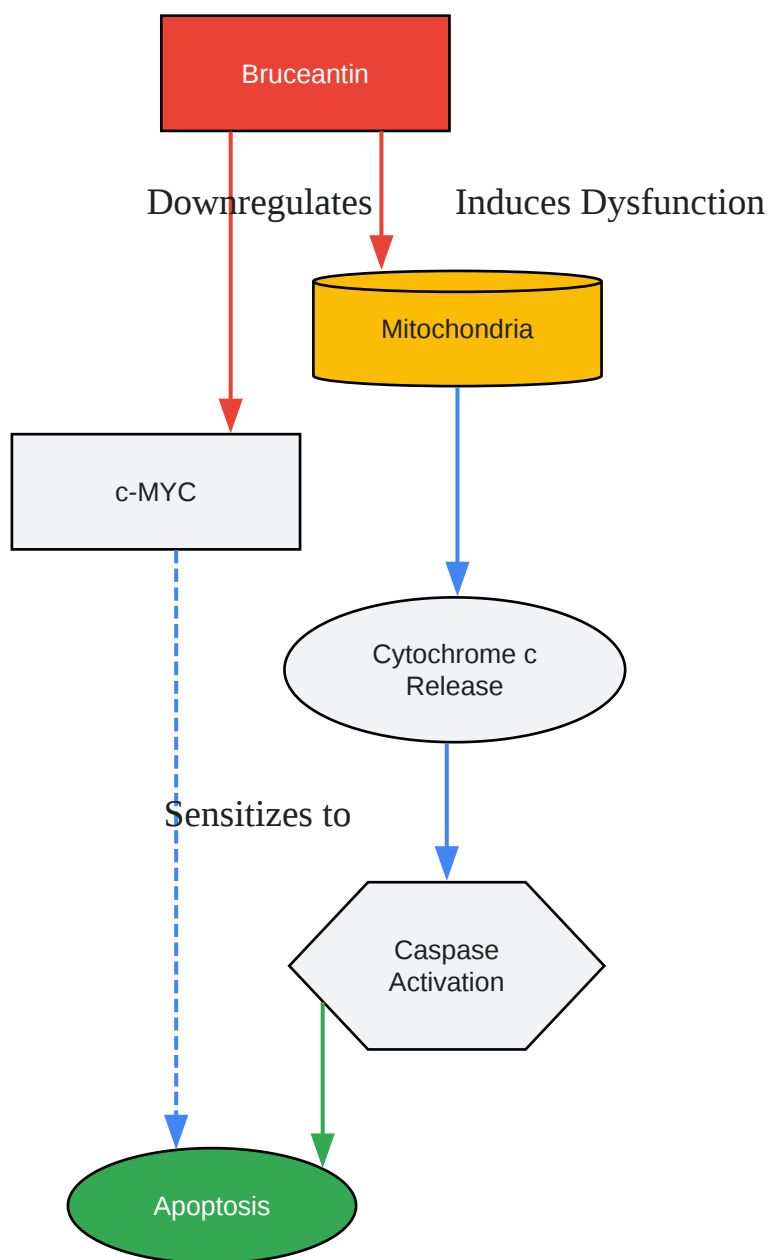 Bruceantin
Downregulates
Induces Dysfunction
Mitochondria
c-MYC
Cytochrome c
Release
Sensitizes to
Caspase
Activation
Apoptosis